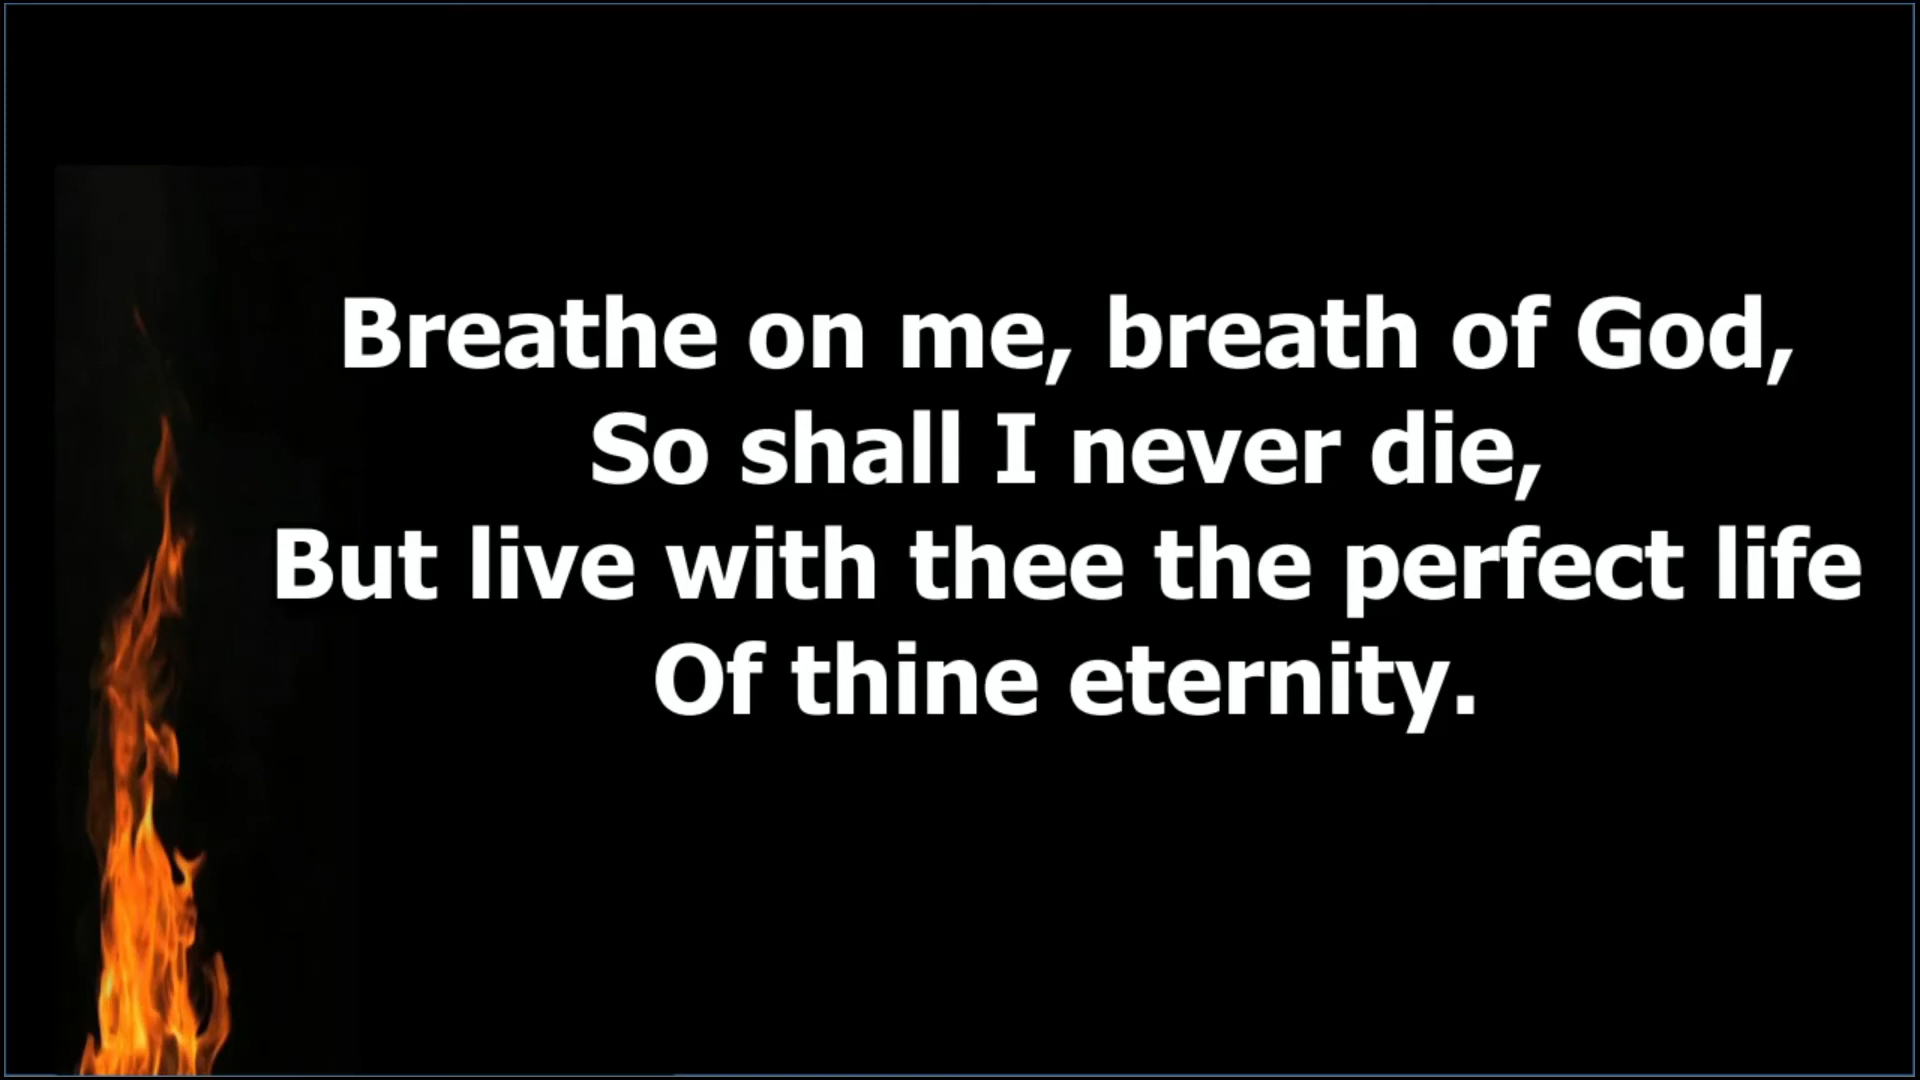 Breathe on me, breath of God,
So shall I never die,
But live with thee the perfect life
Of thine eternity.